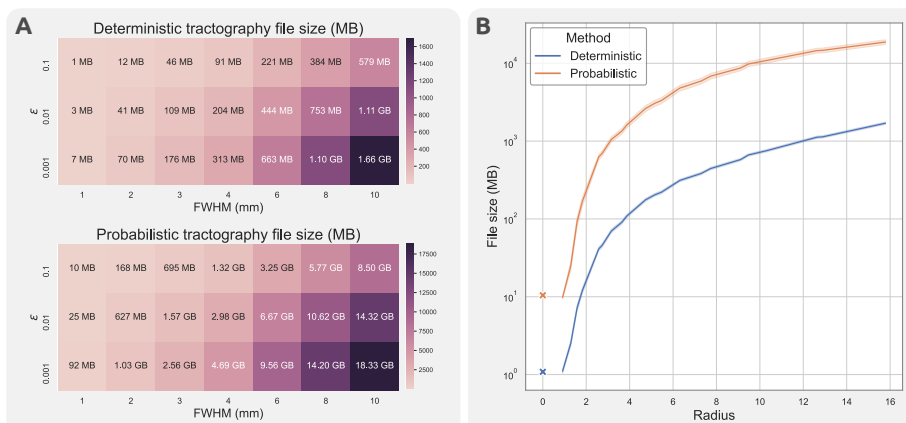 A
Deterministic tractography file size (MB)
0.1
1 MB 12 MB 46 MB 91 MB 221 MB 384 MB 579 MB
ε
0.01
3 MB 41 MB 109 MB 204 MB 444 MB 753 MB 1.11 GB
0.001
7 MB 70 MB 176 MB 313 MB 663 MB 1.10 GB 1.66 GB
1 2 3 4 6 8 10
FWHM (mm)
1600
1400
1200
1000
800
600
400
200
Probabilistic tractography file size (MB)
0.1
10 MB 168 MB 695 MB 1.32 GB 3.25 GB 5.77 GB 8.50 GB
ε
0.01
25 MB 627 MB 1.57 GB 2.98 GB 6.67 GB 10.62 GB 14.32 GB
0.001
92 MB 1.03 GB 2.56 GB 4.69 GB 9.56 GB 14.20 GB 18.33 GB
1 2 3 4 6 8 10
FWHM (mm)
17500
15000
12500
10000
7500
5000
2500
B
Method
Deterministic
Probabilistic
File size (MB)
10⁴
10³
10²
10¹
10⁰
0 2 4 6 8 10 12 14 16
Radius